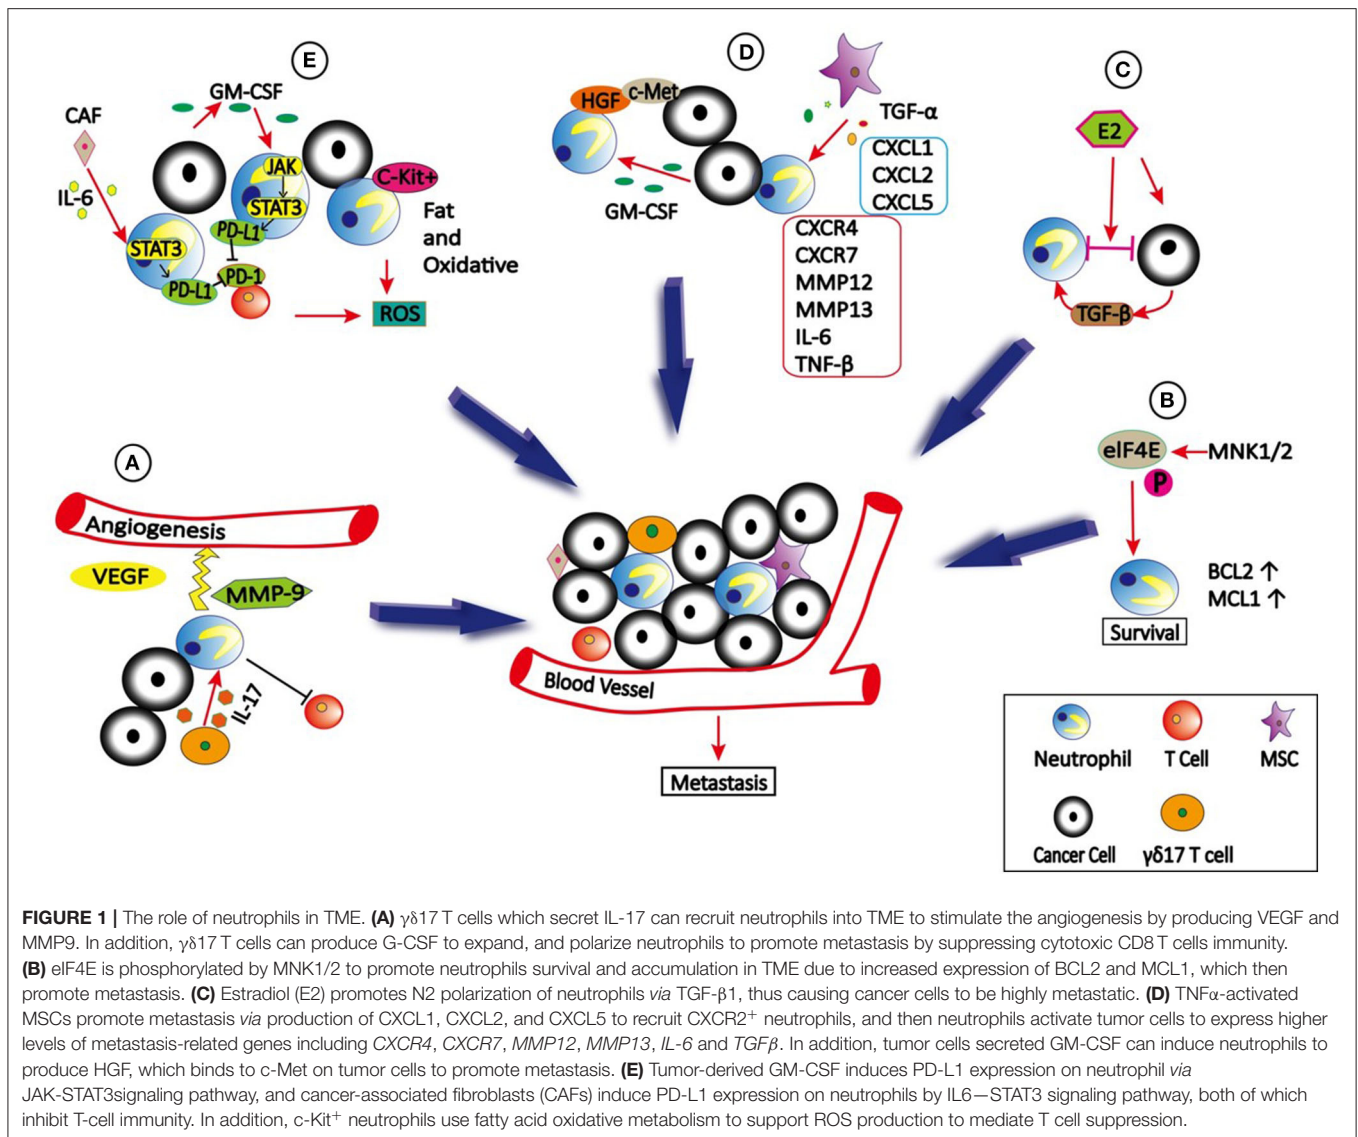 E
GM-CSF
CAF
IL-6
JAK
STAT3
PD-L1
STAT3
PD-L1
PD-1
C-Kit+
Fat
and
Oxidative
ROS
D
HGF
c-Met
GM-CSF
TGF-α
CXCL1
CXCL2
CXCL5
CXCR4
CXCR7
MMP12
MMP13
IL-6
TNF-β
C
E2
TGF-β
B
eIF4E
MNK1/2
P
BCL2 ↑
MCL1 ↑
Survival
A
Angiogenesis
VEGF
MMP-9
IL-17
Blood Vessel
Metastasis
Neutrophil
T Cell
MSC
Cancer Cell
γδ17 T cell
FIGURE 1 | The role of neutrophils in TME. (A) γδ17 T cells which secret IL-17 can recruit neutrophils into TME to stimulate the angiogenesis by producing VEGF and
MMP9. In addition, γδ17 T cells can produce G-CSF to expand, and polarize neutrophils to promote metastasis by suppressing cytotoxic CD8 T cells immunity.
(B) eIF4E is phosphorylated by MNK1/2 to promote neutrophils survival and accumulation in TME due to increased expression of BCL2 and MCL1, which then
promote metastasis. (C) Estradiol (E2) promotes N2 polarization of neutrophils via TGF-β1, thus causing cancer cells to be highly metastatic. (D) TNFα-activated
MSCs promote metastasis via production of CXCL1, CXCL2, and CXCL5 to recruit CXCR2⁺ neutrophils, and then neutrophils activate tumor cells to express higher
levels of metastasis-related genes including CXCR4, CXCR7, MMP12, MMP13, IL-6 and TGFβ. In addition, tumor cells secreted GM-CSF can induce neutrophils to
produce HGF, which binds to c-Met on tumor cells to promote metastasis. (E) Tumor-derived GM-CSF induces PD-L1 expression on neutrophil via
JAK-STAT3signaling pathway, and cancer-associated fibroblasts (CAFs) induce PD-L1 expression on neutrophils by IL6—STAT3 signaling pathway, both of which
inhibit T-cell immunity. In addition, c-Kit⁺ neutrophils use fatty acid oxidative metabolism to support ROS production to mediate T cell suppression.